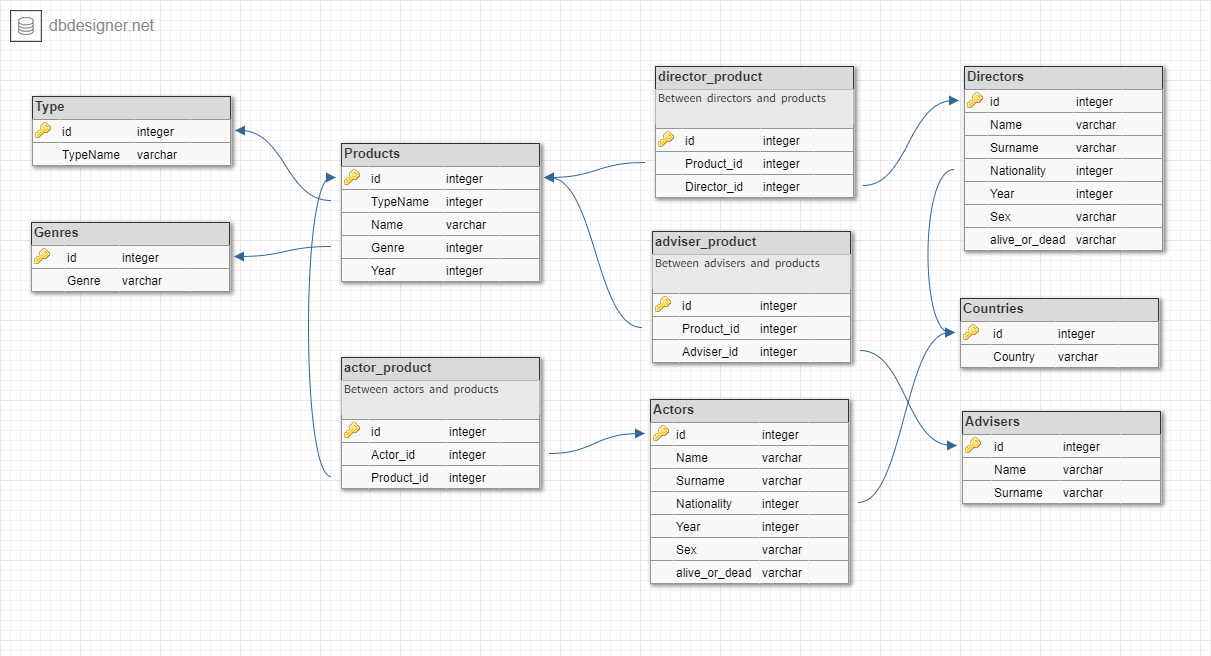 dbdesigner.net
Type
id integer
TypeName varchar
Genres
id integer
Genre varchar
Products
id integer
TypeName integer
Name varchar
Genre integer
Year integer
actor_product
Between actors and products
id integer
Actor_id integer
Product_id integer
director_product
Between directors and products
id integer
Product_id integer
Director_id integer
adviser_product
Between advisers and products
id integer
Product_id integer
Adviser_id integer
Actors
id integer
Name varchar
Surname varchar
Nationality integer
Year integer
Sex varchar
alive_or_dead varchar
Directors
id integer
Name varchar
Surname varchar
Nationality integer
Year integer
Sex varchar
alive_or_dead varchar
Countries
id integer
Country varchar
Advisers
id integer
Name varchar
Surname varchar